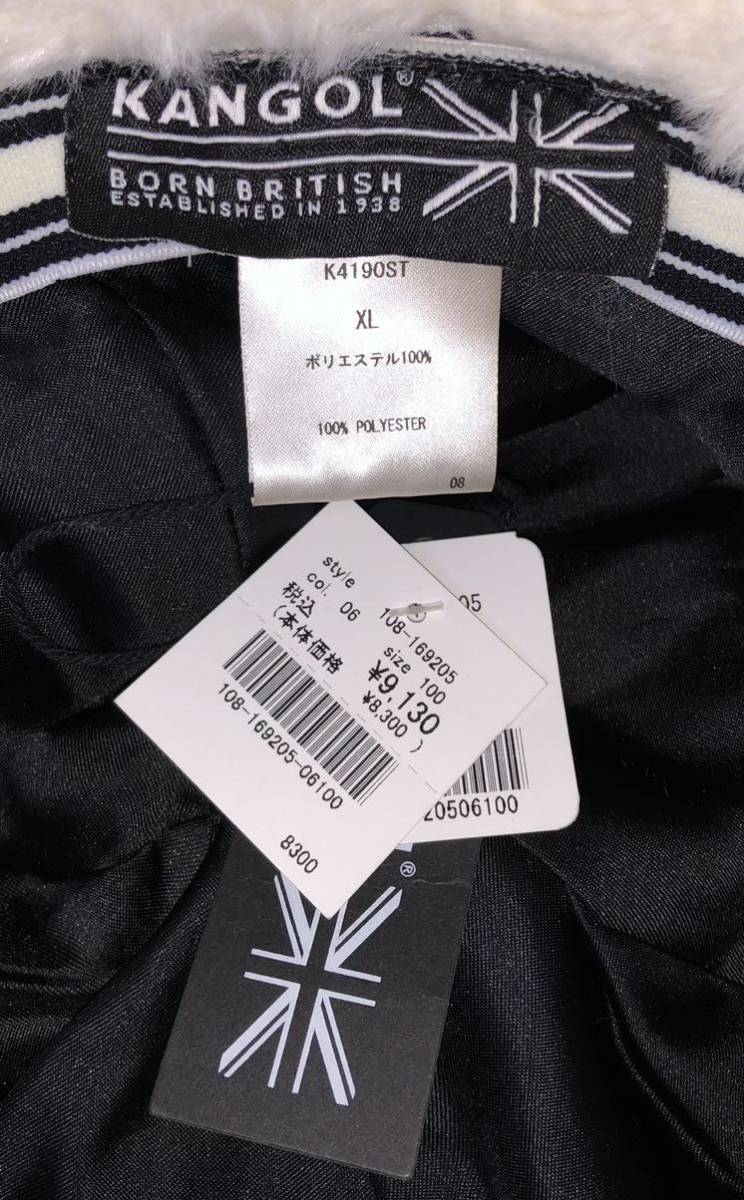 KANGOL®
BORN BRITISH
ESTABLISHED IN 1938
K4190ST
XL
ポリエステル100%
100% POLYESTER
08
style 108-169205
col. 06 size 100
税込 ¥9,130
(本体価格 ¥8,300 )
108-169205-06100
8300
05
20506100
®